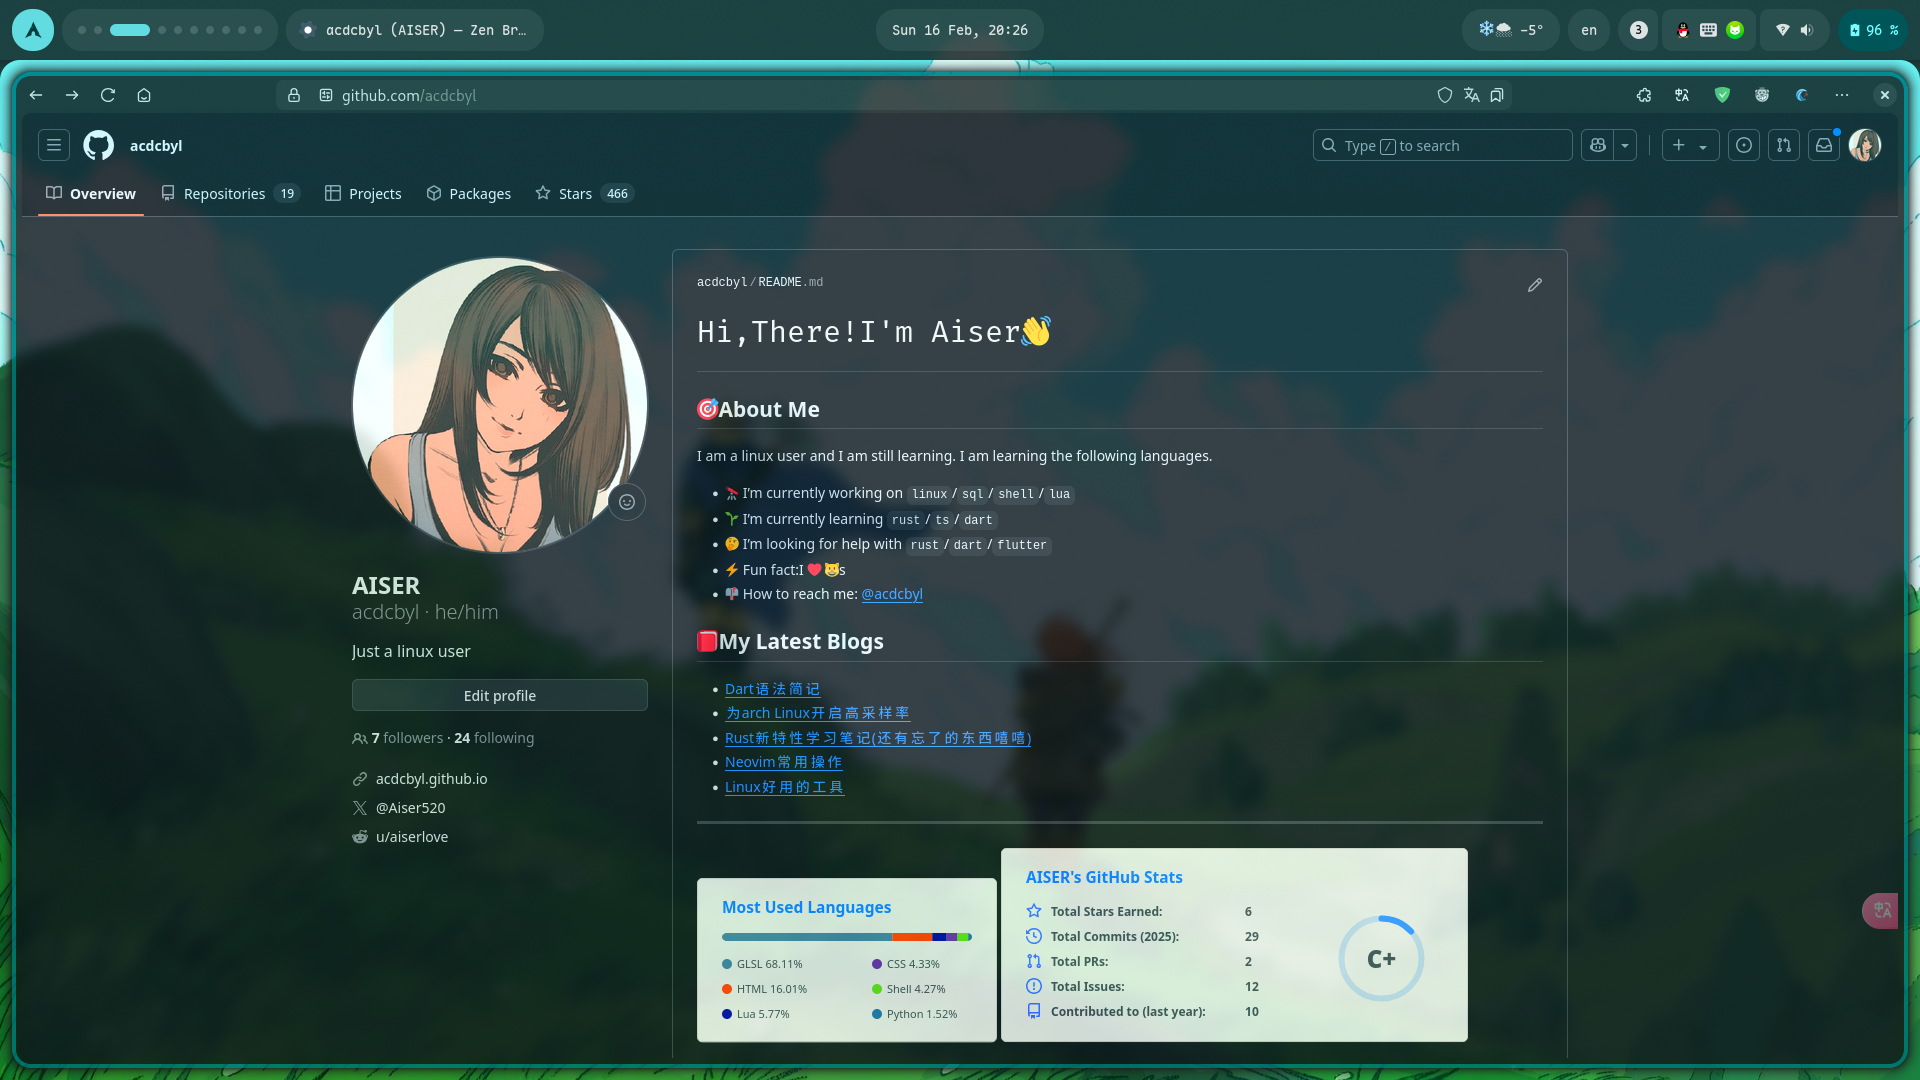 acdcbyl (AISER) — Zen Br…
Sun 16 Feb, 20:26
-5°
en
3
96 %
github.com/acdcbyl
acdcbyl
Type / to search
Overview
Repositories 19
Projects
Packages
Stars 466
acdcbyl/README.md
Hi,There!I'm Aiser👋
🎯About Me
I am a linux user and I am still learning. I am learning the following languages.
🔭 I’m currently working on linux / sql / shell / lua
🌱 I’m currently learning rust / ts / dart
🤔 I’m looking for help with rust / dart / flutter
⚡ Fun fact:I ❤️ 😺s
📫 How to reach me: @acdcbyl
AISER
acdcbyl · he/him
Just a linux user
Edit profile
7 followers · 24 following
acdcbyl.github.io
@Aiser520
u/aiserlove
📕My Latest Blogs
Dart语法简记
为arch Linux开启高采样率
Rust新特性学习笔记(还有忘了的东西嘻嘻)
Neovim常用操作
Linux好用的工具
Most Used Languages
GLSL 68.11%
CSS 4.33%
HTML 16.01%
Shell 4.27%
Lua 5.77%
Python 1.52%
AISER's GitHub Stats
Total Stars Earned: 6
Total Commits (2025): 29
Total PRs: 2
Total Issues: 12
Contributed to (last year): 10
C+